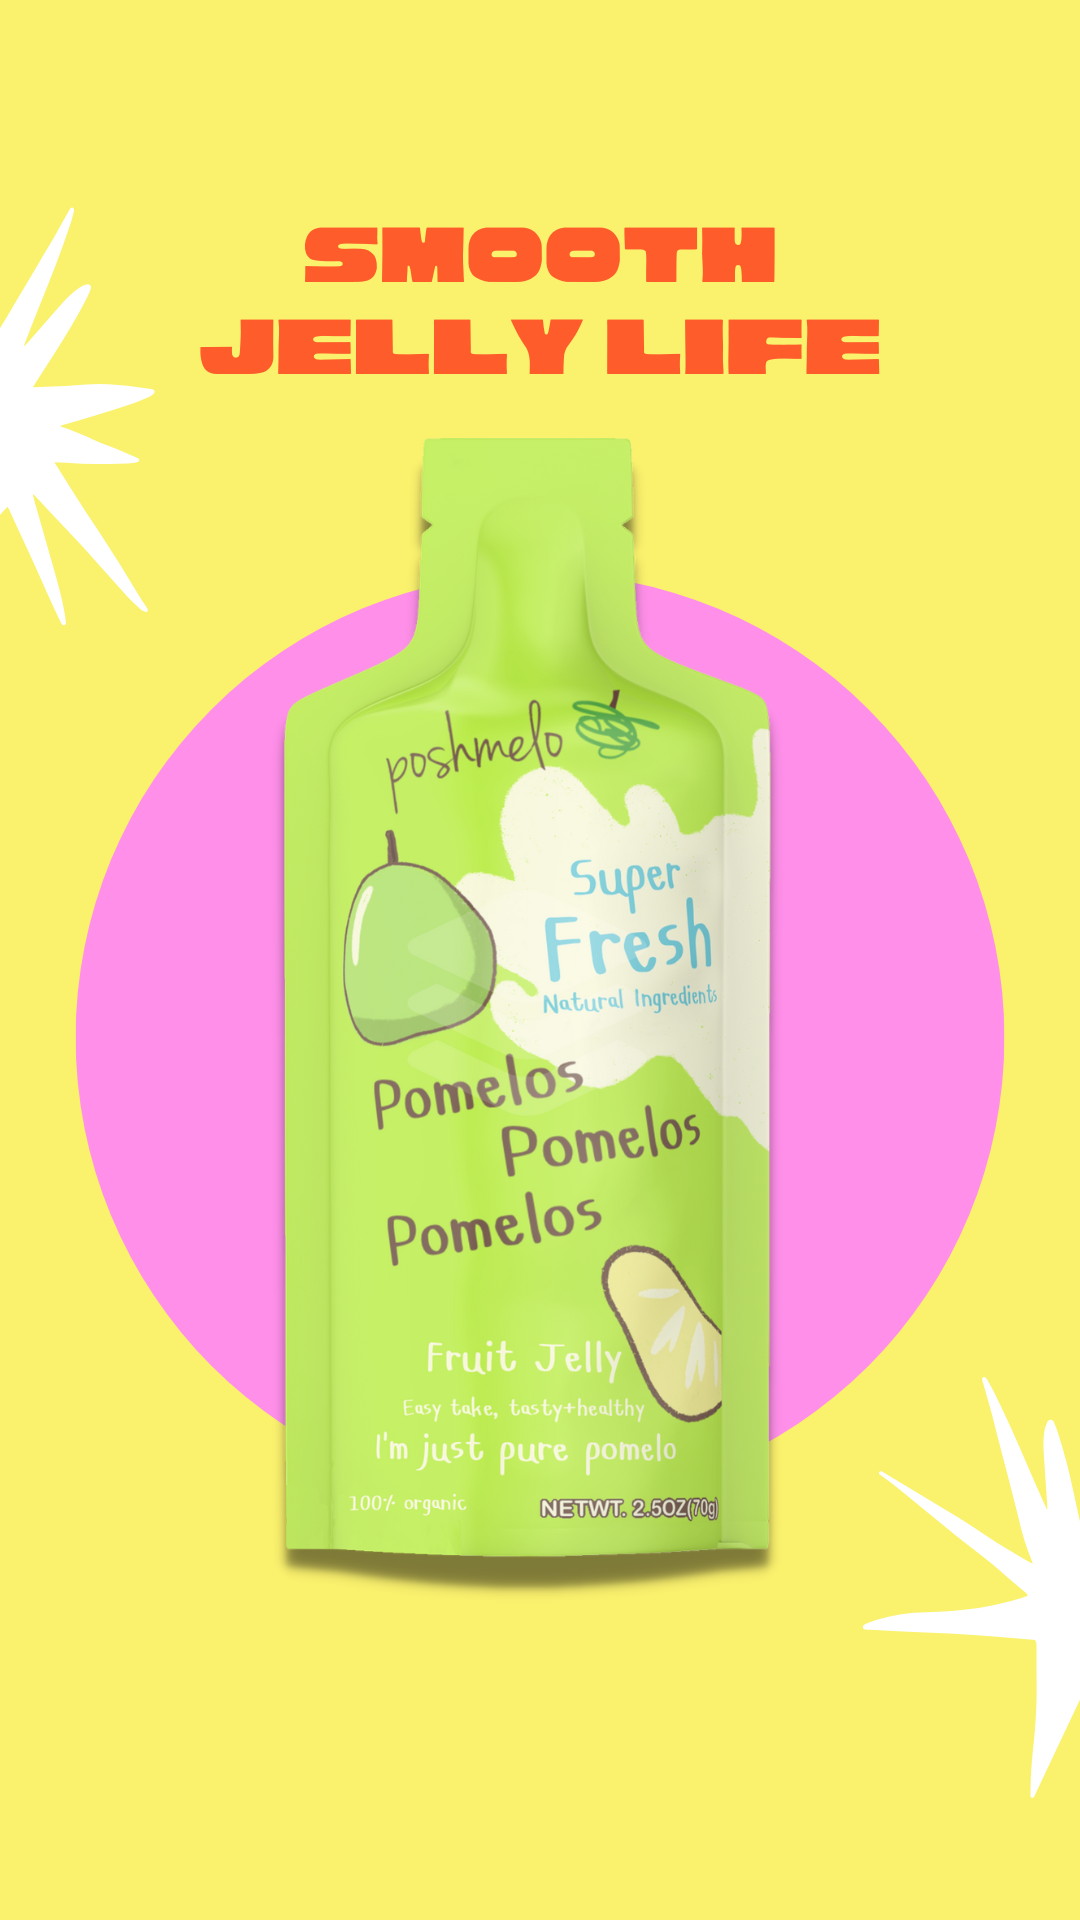 SMOOTH
JELLY LIFE
poshmelo
Super
Fresh
Natural Ingredients
Pomelos
Pomelos
Pomelos
Fruit Jelly
Easy take, tasty+healthy
I'm just pure pomelo
100% organic
NETWT. 2.5OZ(70g)